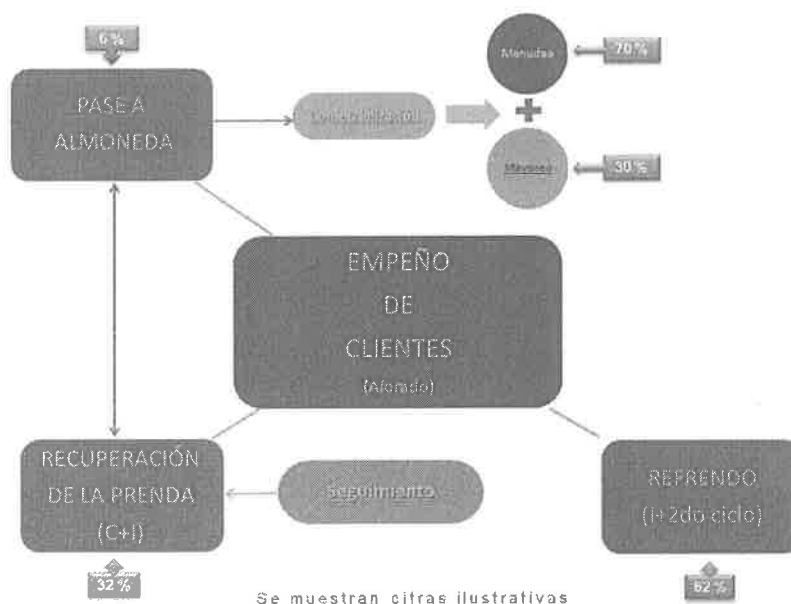 6 %
PASE A
ALMONEDA
Menudeo
70 %
Mayoreo
30 %
EMPEÑO
DE
CLIENTES
(Aforado)
RECUPERACIÓN
DE LA PRENDA
(C+I)
32 %
Seguimiento
REFRENDO
(I+2do ciclo)
62 %
Se muestran cifras ilustrativas